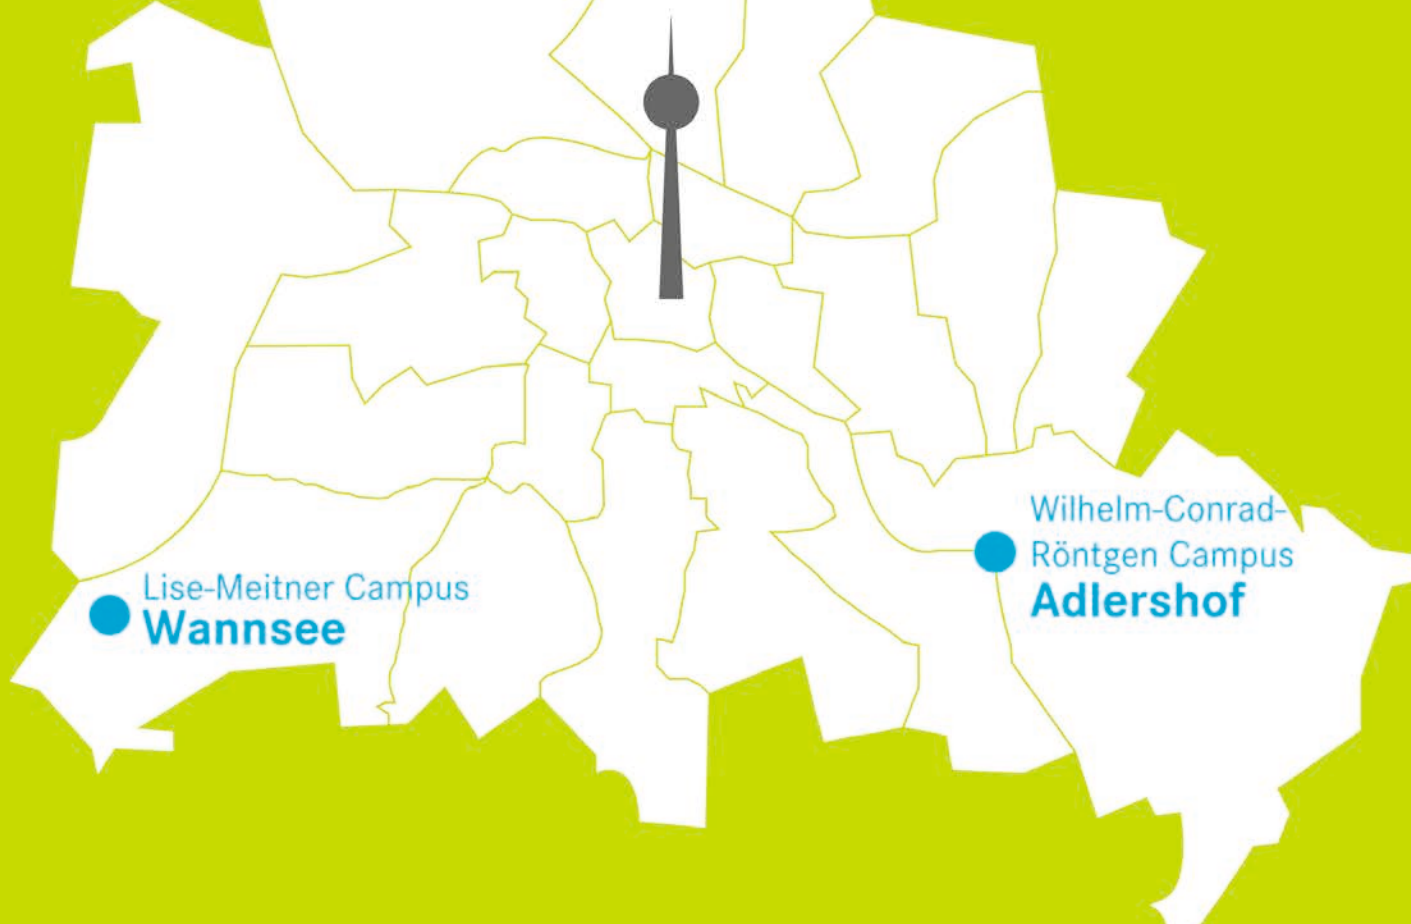 Wilhelm-Conrad-
Röntgen Campus
Adlershof
Lise-Meitner Campus
Wannsee